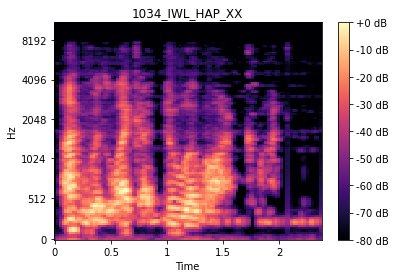 1034_IWL_HAP_XX
+0 dB
8192
-10 dB
4096
-20 dB
-30 dB
2048
Hz
-40 dB
1024
-50 dB
512
-60 dB
-70 dB
0
-80 dB
0
0.5
1
1.5
2
Time